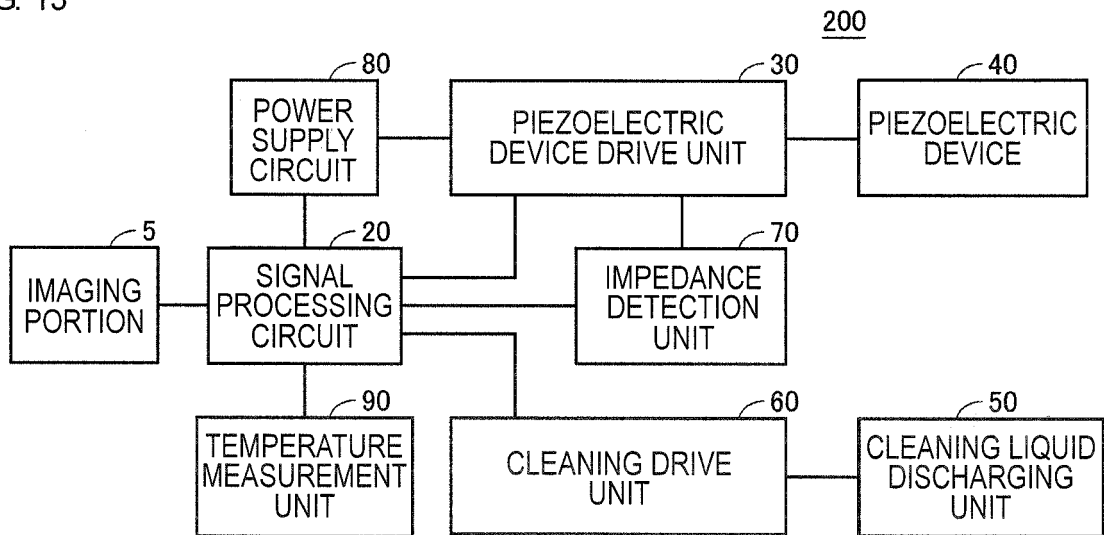 200
80
30
40
POWER
SUPPLY
CIRCUIT
PIEZOELECTRIC
DEVICE DRIVE UNIT
PIEZOELECTRIC
DEVICE
5
20
70
IMAGING
PORTION
SIGNAL
PROCESSING
CIRCUIT
IMPEDANCE
DETECTION
UNIT
90
60
50
TEMPERATURE
MEASUREMENT
UNIT
CLEANING DRIVE
UNIT
CLEANING LIQUID
DISCHARGING
UNIT